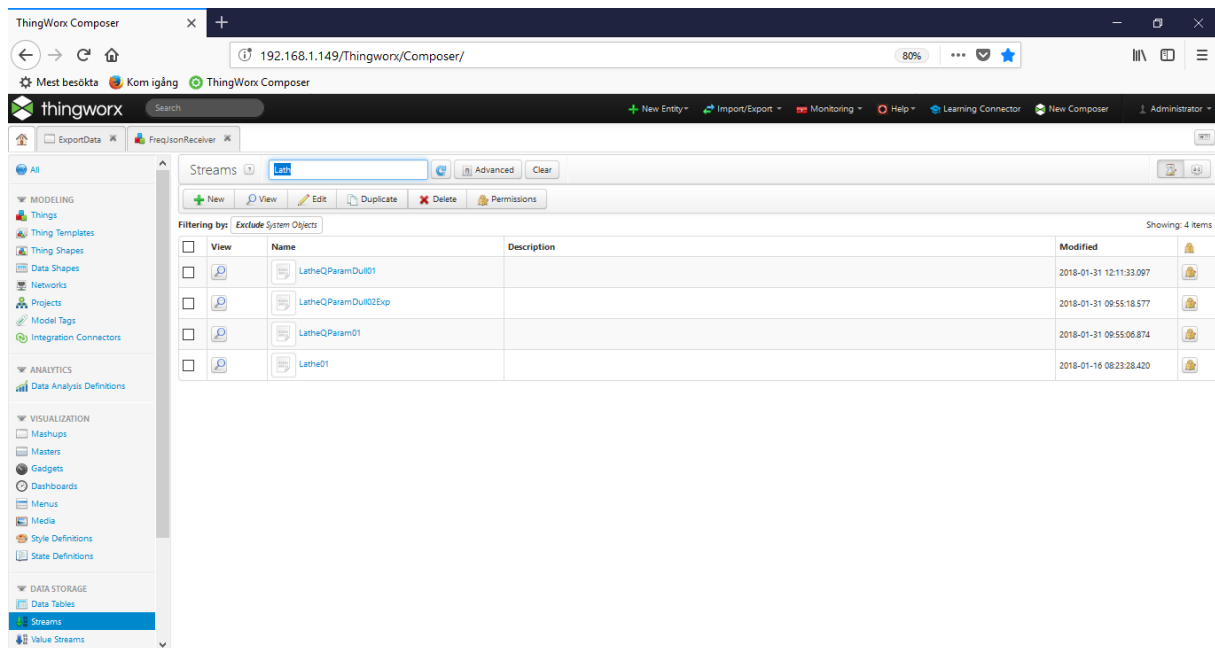 ThingWorx Composer
192.168.1.149/Thingworx/Composer/
80%
Mest besökta
Kom igång
ThingWorx Composer
thingworx
Search
New Entity
Import/Export
Monitoring
Help
Learning Connector
New Composer
Administrator
ExportData
FreqJsonReceiver
All
MODELING
Things
Thing Templates
Thing Shapes
Data Shapes
Networks
Projects
Model Tags
Integration Connectors
ANALYTICS
Data Analysis Definitions
VISUALIZATION
Mashups
Masters
Gadgets
Dashboards
Menus
Media
Style Definitions
State Definitions
DATA STORAGE
Data Tables
Streams
Value Streams
Streams
Lath
Advanced
Clear
New
View
Edit
Duplicate
Delete
Permissions
Filtering by: Exclude System Objects
Showing: 4 items
View Name Description Modified
LatheQParamDull01 2018-01-31 12:11:33.097
LatheQParamDull02Exp 2018-01-31 09:55:18.577
LatheQParam01 2018-01-31 09:55:06.874
Lathe01 2018-01-16 08:23:28.420